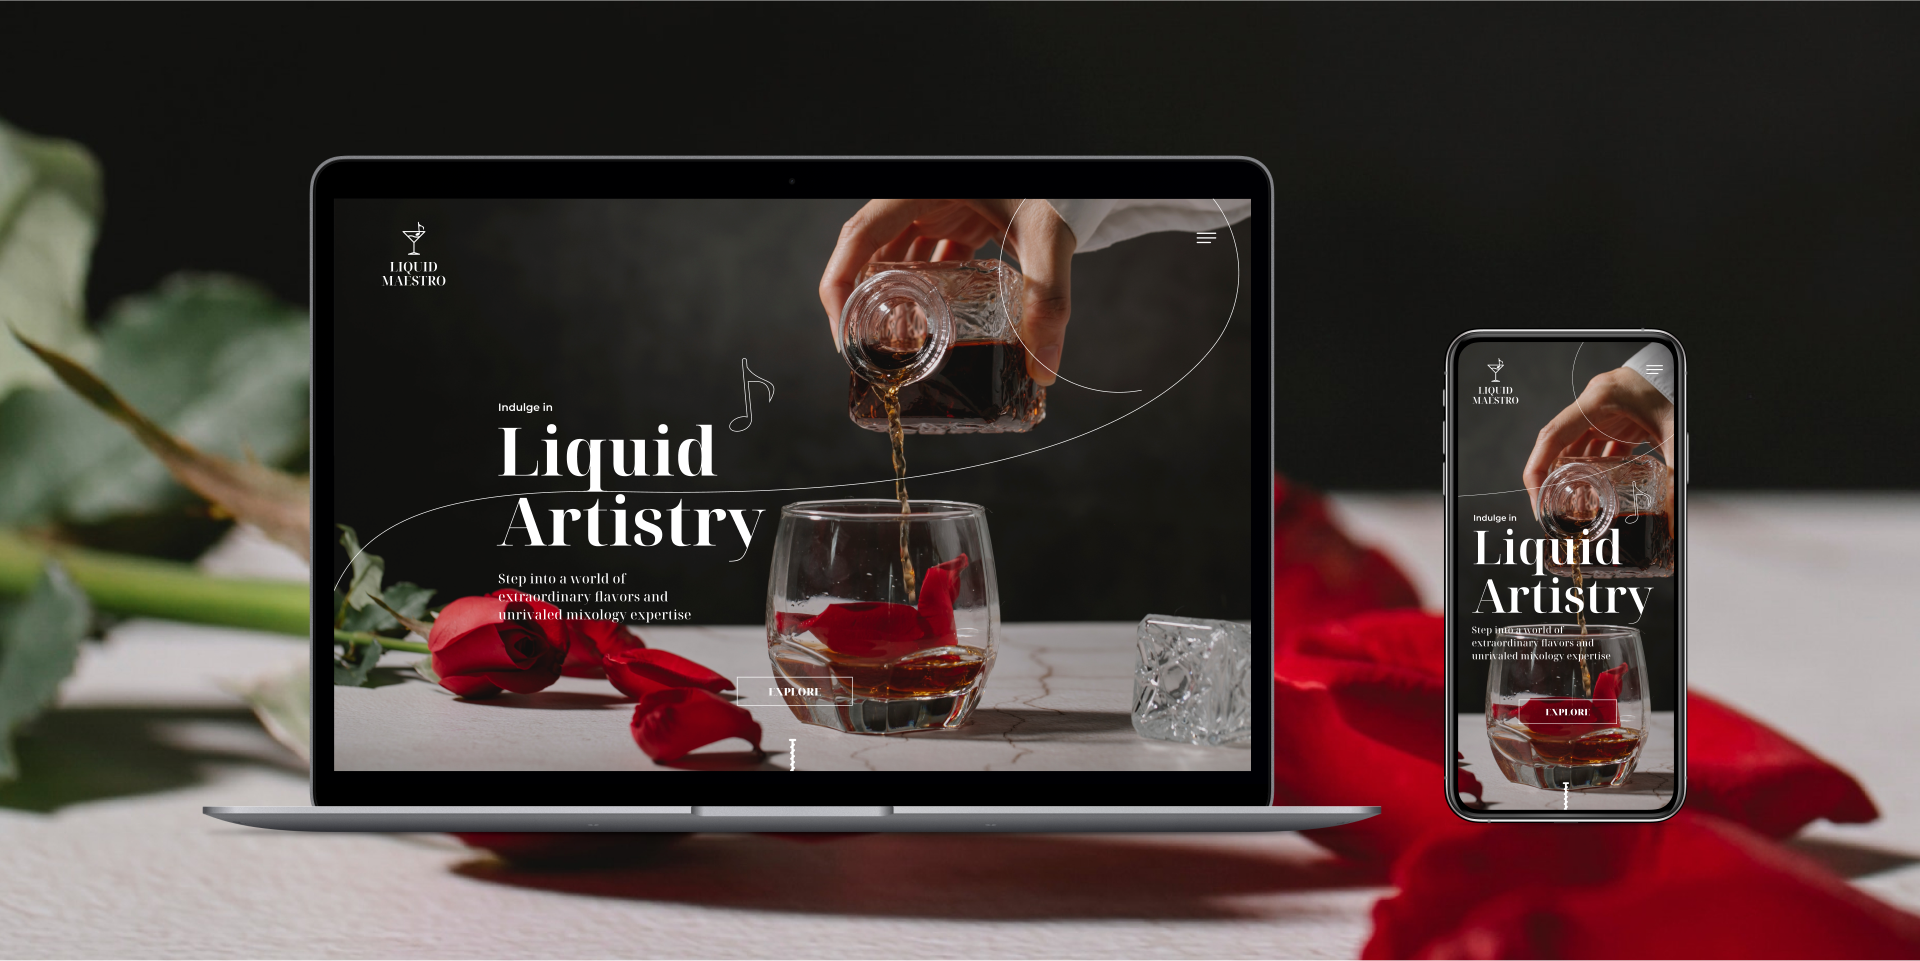 LIQUID
MAESTRO
Indulge in
Liquid
Artistry
Step into a world of
extraordinary flavors and
unrivaled mixology expertise
EXPLORE
LIQUID
MAESTRO
Indulge in
Liquid
Artistry
Step into a world of
extraordinary flavors and
unrivaled mixology expertise
EXPLORE